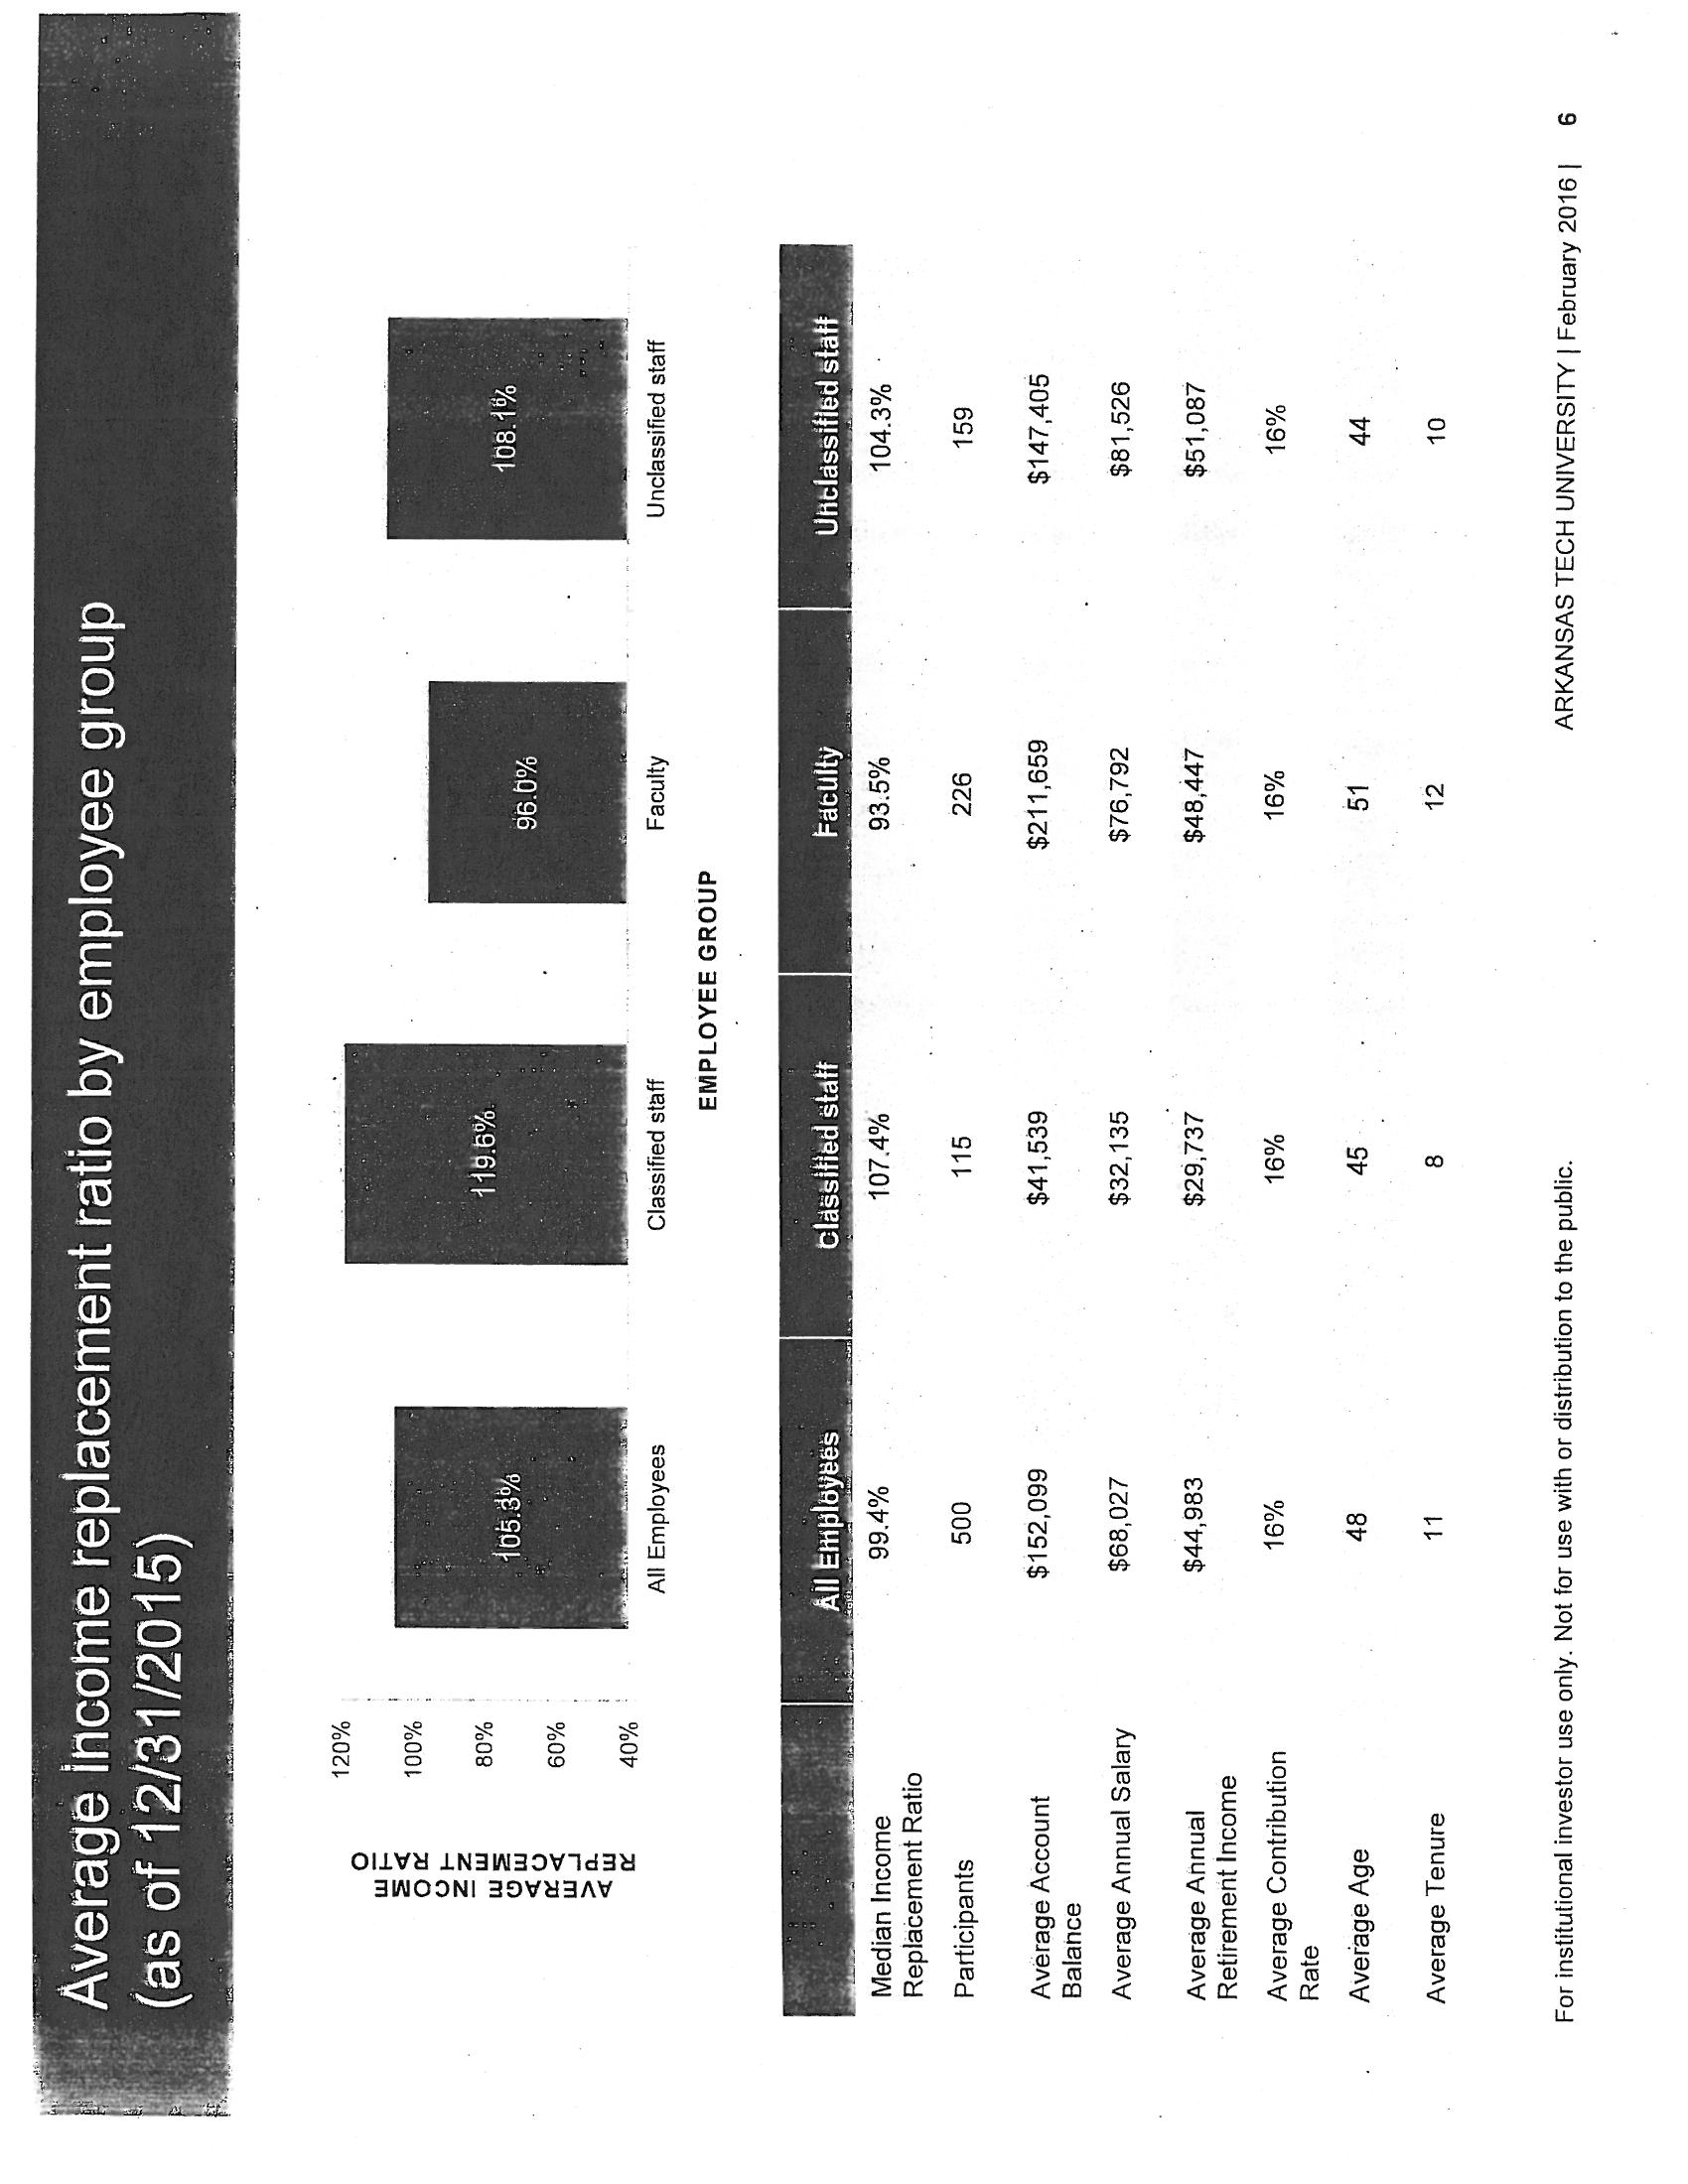 Average income replacement ratio by employee group
(as of 12/31/2015)
AVERAGE INCOME
REPLACEMENT RATIO
120%
100%
80%
60%
40%
105.3%
119.6%
96.0%
108.1%
All Employees
Classified staff
Faculty
Unclassified staff
EMPLOYEE GROUP
All Employees Classified staff Faculty Unclassified staff
Median Income
Replacement Ratio 99.4% 107.4% 93.5% 104.3%
Participants 500 115 226 159
Average Account
Balance $152,099 $41,539 $211,659 $147,405
Average Annual Salary $68,027 $32,135 $76,792 $81,526
Average Annual
Retirement Income $44,983 $29,737 $48,447 $51,087
Average Contribution
Rate 16% 16% 16% 16%
Average Age 48 45 51 44
Average Tenure 11 8 12 10
For institutional investor use only. Not for use with or distribution to the public.
ARKANSAS TECH UNIVERSITY | February 2016 | 6